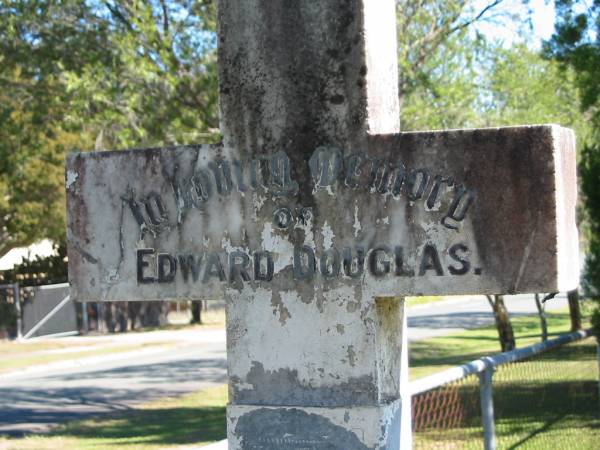 In Loving Memory
OF
EDWARD DOUGLAS.